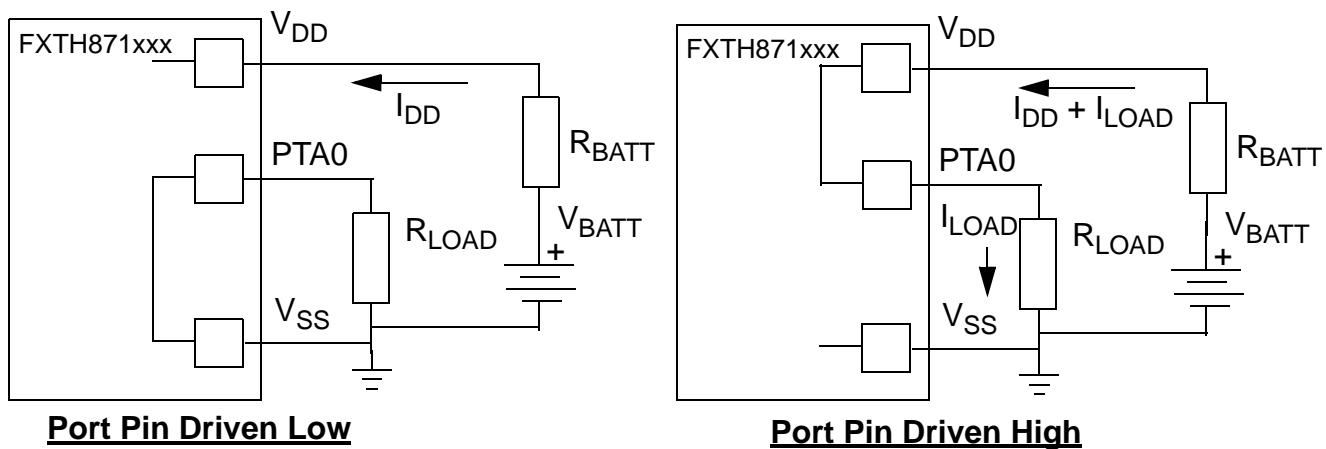 FXTH871xxx
VDD
IDD
RBATT
PTA0
RLOAD
VBATT
+
VSS
Port Pin Driven Low
FXTH871xxx
VDD
IDD + ILOAD
RBATT
PTA0
ILOAD
RLOAD
VBATT
+
VSS
Port Pin Driven High